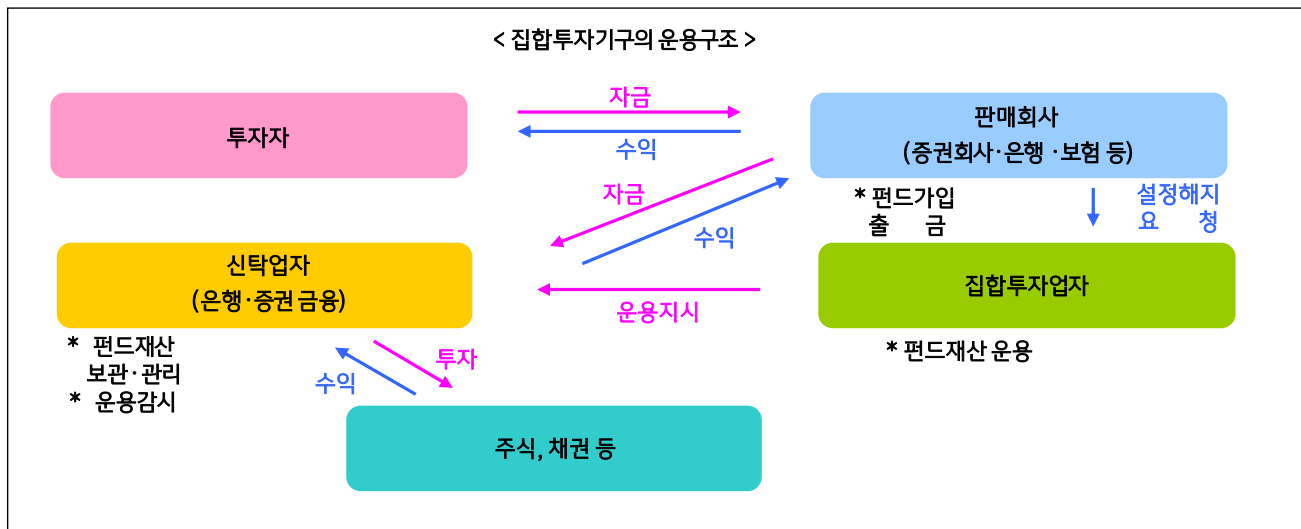 < 집합투자기구의 운용구조 >
자금
투자자
수익
판매회사
(증권회사·은행 ·보험 등)
자금
수익
* 펀드가입
출 금
설정해지
요 청
신탁업자
(은행·증권 금융)
운용지시
집합투자업자
* 펀드재산
보관·관리
* 운용감시
투자
수익
* 펀드재산 운용
주식, 채권 등